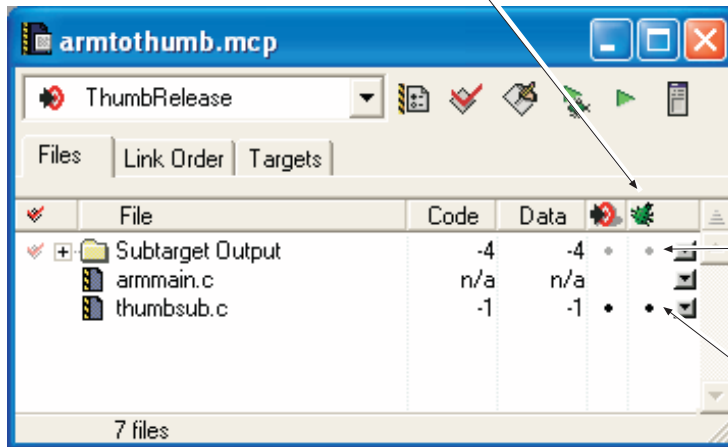 armtothumb.mcp
ThumbRelease
Files Link Order Targets
File Code Data
Subtarget Output -4 -4
armmain.c n/a n/a
thumbsub.c -1 -1
7 files